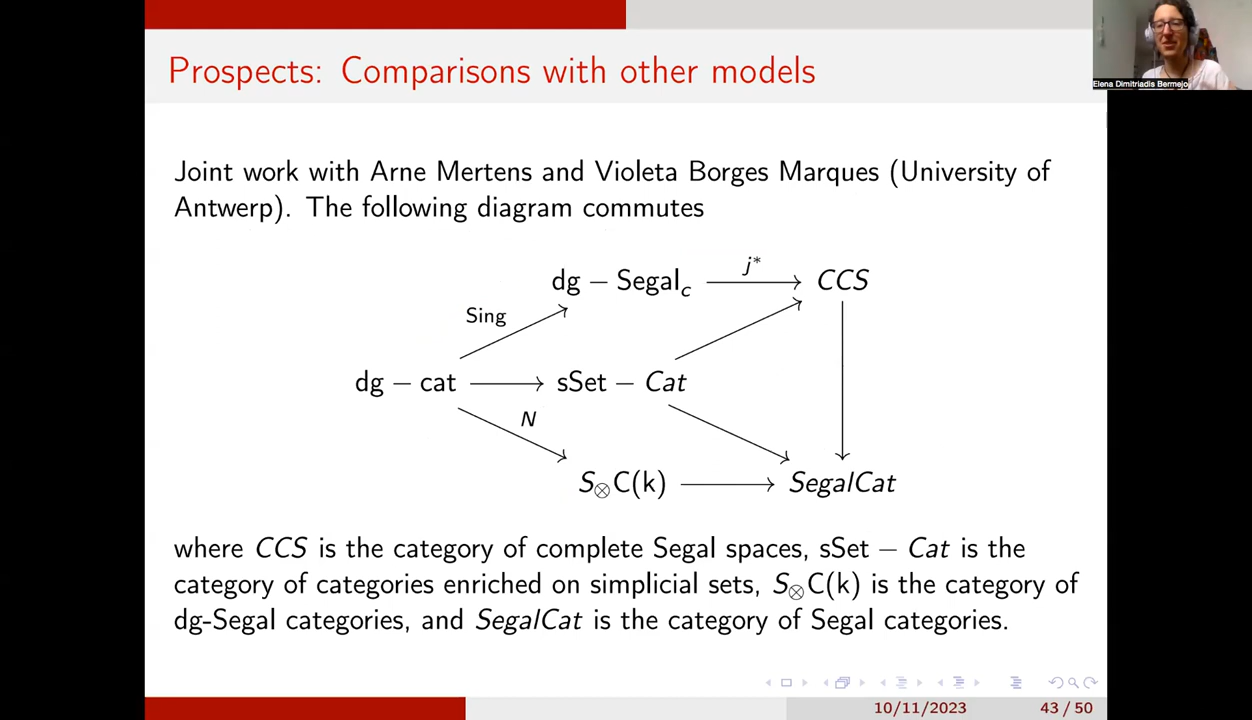 Prospects: Comparisons with other models
Elena Dimitriadis Bermejo
Joint work with Arne Mertens and Violeta Borges Marques (University of
Antwerp). The following diagram commutes
dg − Segal_c
j*
CCS
Sing
dg − cat
sSet − Cat
N
S⊗C(k)
SegalCat
where CCS is the category of complete Segal spaces, sSet − Cat is the
category of categories enriched on simplicial sets, S⊗C(k) is the category of
dg-Segal categories, and SegalCat is the category of Segal categories.
10/11/2023
43 / 50